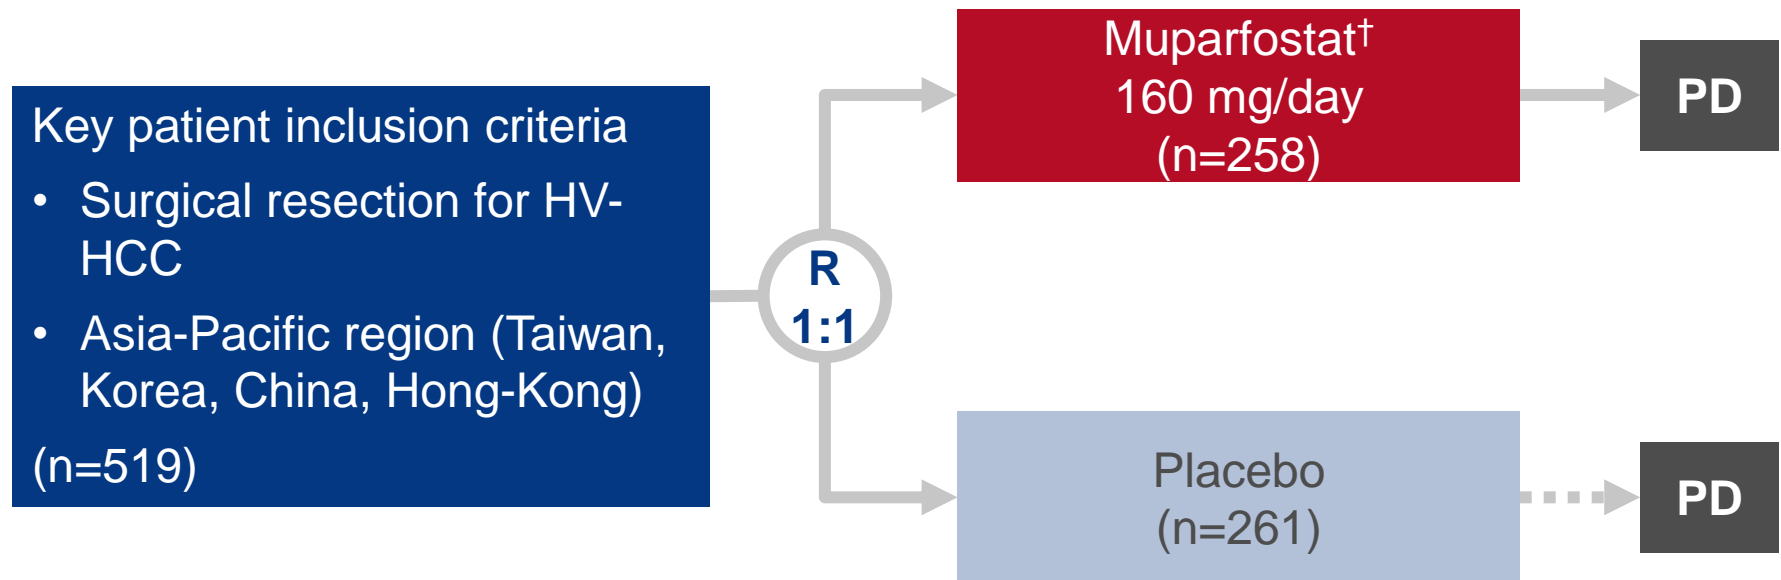 Key patient inclusion criteria
• Surgical resection for HV-
HCC
• Asia-Pacific region (Taiwan,
Korea, China, Hong-Kong)
(n=519)
R
1:1
Muparfostat†
160 mg/day
(n=258)
PD
Placebo
(n=261)
PD